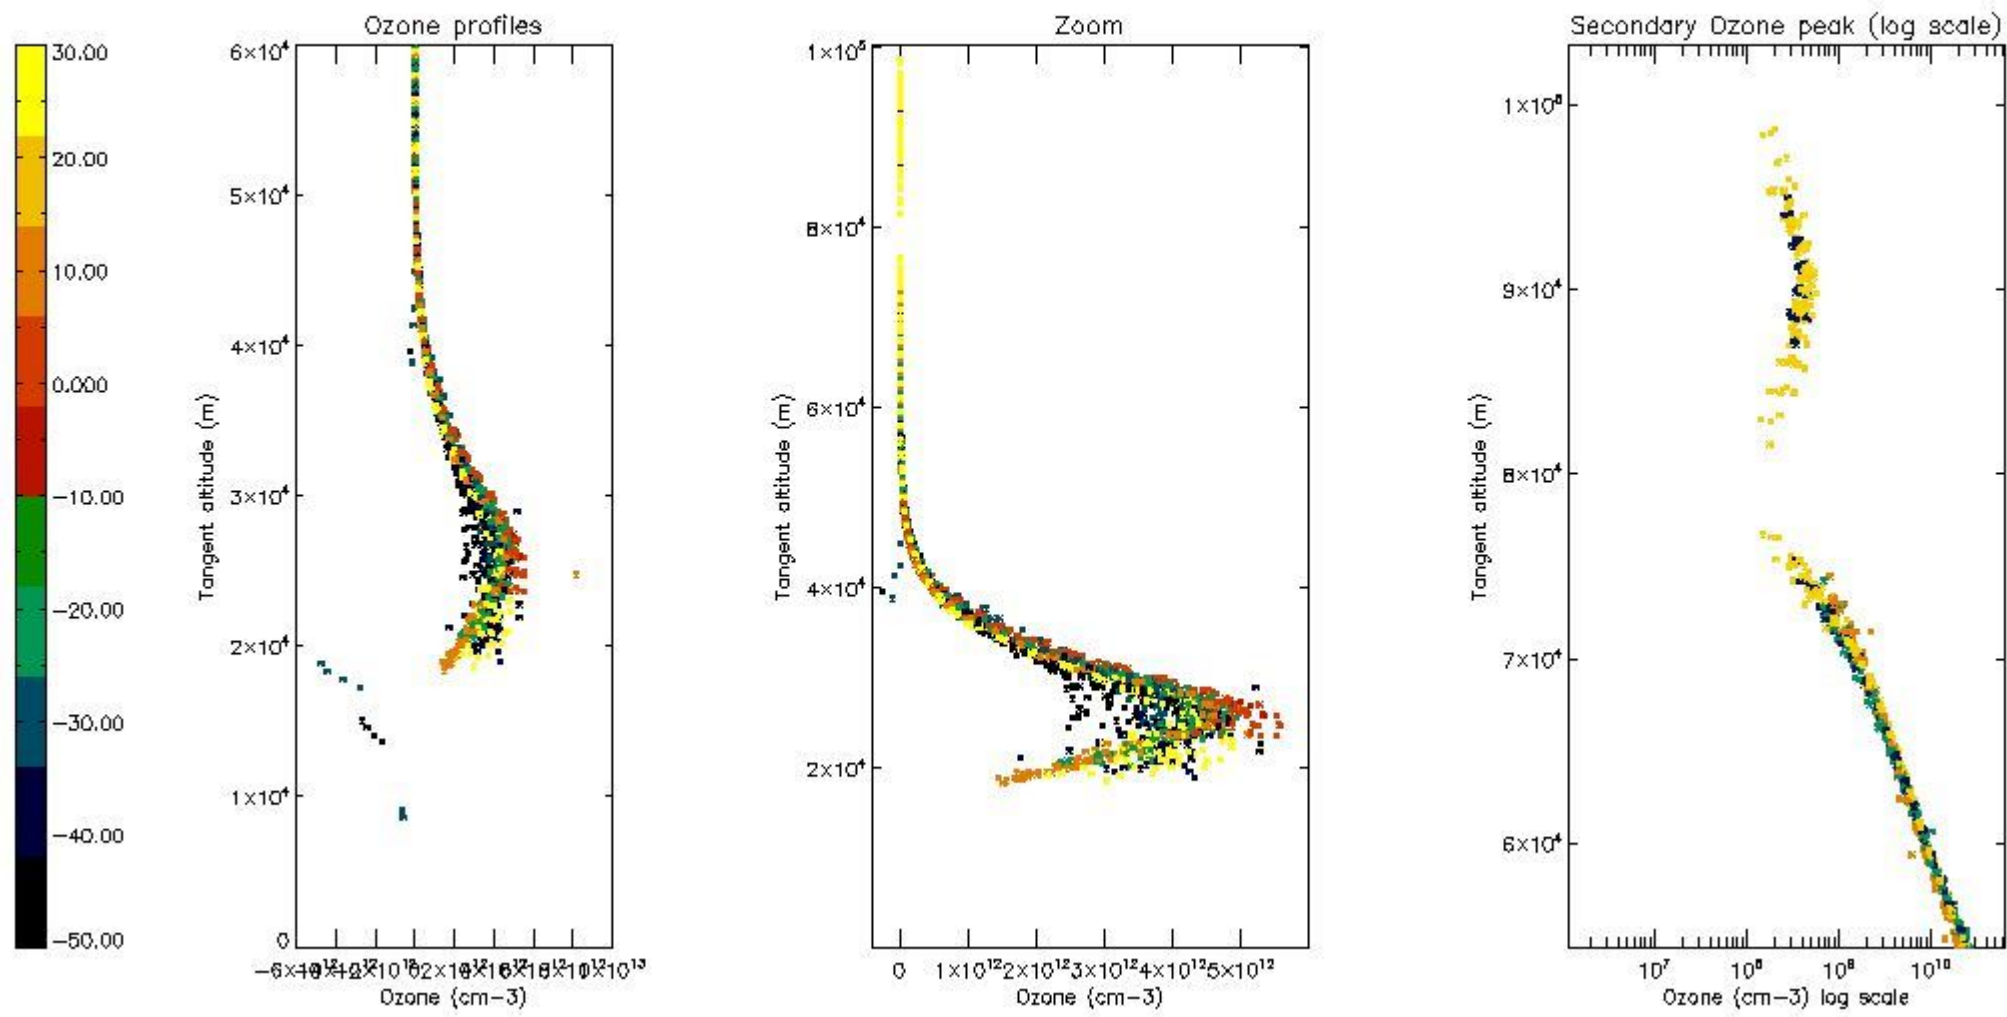 Ozone profiles
Zoom
Secondary Ozone peak (log scale)
30.00
20.00
10.00
0.000
−10.00
−20.00
−30.00
−40.00
−50.00
6×10⁴
5×10⁴
4×10⁴
3×10⁴
2×10⁴
1×10⁴
0
Tangent altitude (m)
Ozone (cm−3)
1×10⁵
8×10⁴
6×10⁴
4×10⁴
2×10⁴
Tangent altitude (m)
0 1×10¹² 2×10¹² 3×10¹² 4×10¹² 5×10¹²
Ozone (cm−3)
9×10⁴
8×10⁴
7×10⁴
6×10⁴
Tangent altitude (m)
10⁷ 10⁸ 10⁹ 10¹⁰
Ozone (cm−3) log scale